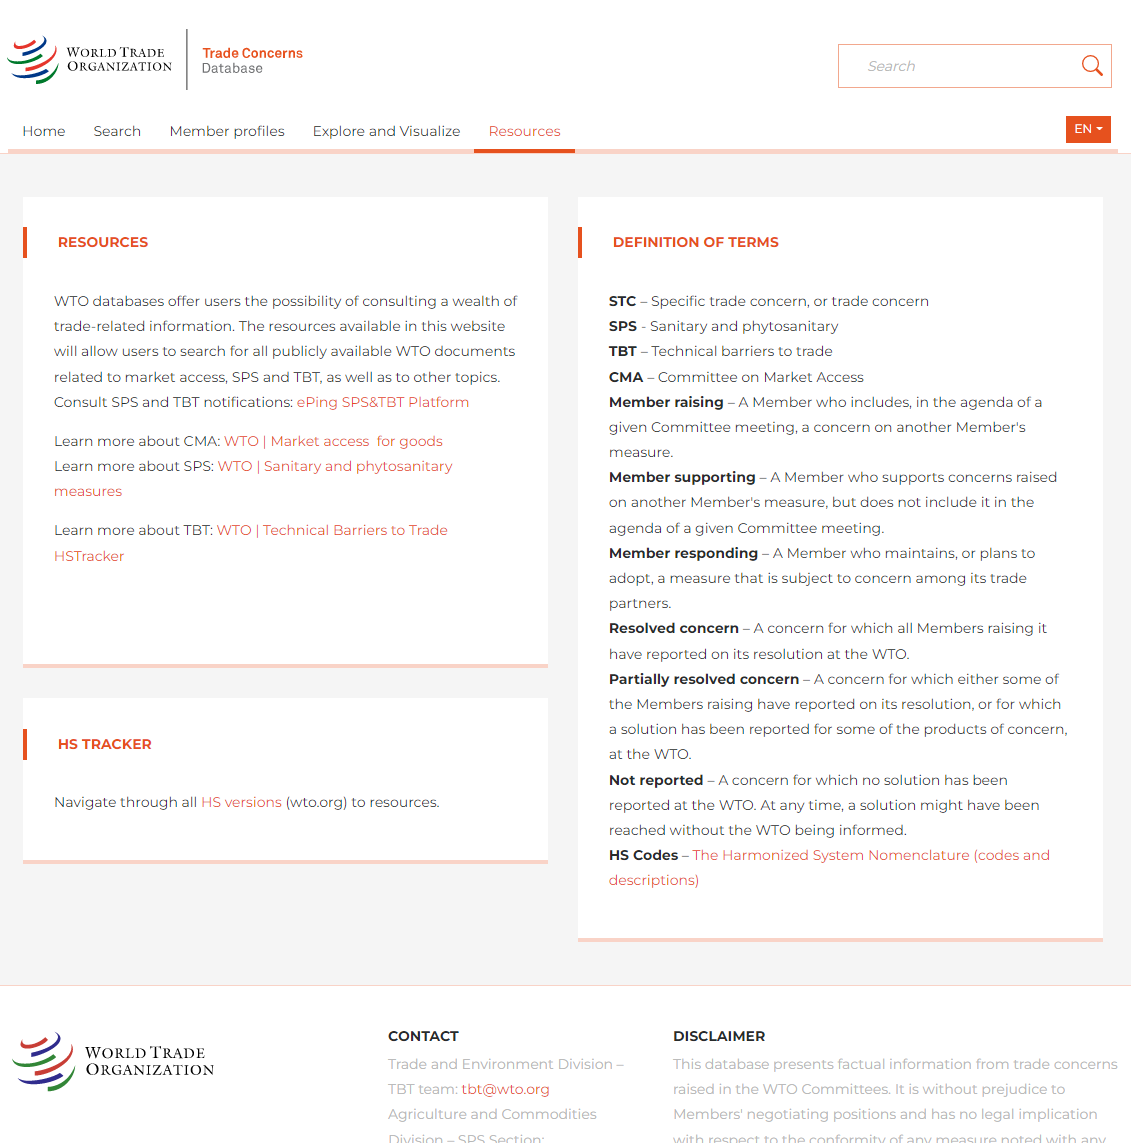 WORLD TRADE
ORGANIZATION
Trade Concerns
Database
Search
Home
Search
Member profiles
Explore and Visualize
Resources
EN
RESOURCES
WTO databases offer users the possibility of consulting a wealth of
trade-related information. The resources available in this website
will allow users to search for all publicly available WTO documents
related to market access, SPS and TBT, as well as to other topics.
Consult SPS and TBT notifications: ePing SPS&TBT Platform
Learn more about CMA: WTO | Market access  for goods
Learn more about SPS: WTO | Sanitary and phytosanitary
measures
Learn more about TBT: WTO | Technical Barriers to Trade
HSTracker
HS TRACKER
Navigate through all HS versions (wto.org) to resources.
DEFINITION OF TERMS
STC – Specific trade concern, or trade concern
SPS - Sanitary and phytosanitary
TBT – Technical barriers to trade
CMA – Committee on Market Access
Member raising – A Member who includes, in the agenda of a
given Committee meeting, a concern on another Member's
measure.
Member supporting – A Member who supports concerns raised
on another Member's measure, but does not include it in the
agenda of a given Committee meeting.
Member responding – A Member who maintains, or plans to
adopt, a measure that is subject to concern among its trade
partners.
Resolved concern – A concern for which all Members raising it
have reported on its resolution at the WTO.
Partially resolved concern – A concern for which either some of
the Members raising have reported on its resolution, or for which
a solution has been reported for some of the products of concern,
at the WTO.
Not reported – A concern for which no solution has been
reported at the WTO. At any time, a solution might have been
reached without the WTO being informed.
HS Codes – The Harmonized System Nomenclature (codes and
descriptions)
WORLD TRADE
ORGANIZATION
CONTACT
Trade and Environment Division –
TBT team: tbt@wto.org
Agriculture and Commodities
Division – SPS Section:
DISCLAIMER
This database presents factual information from trade concerns
raised in the WTO Committees. It is without prejudice to
Members' negotiating positions and has no legal implication
with respect to the conformity of any measure noted with any